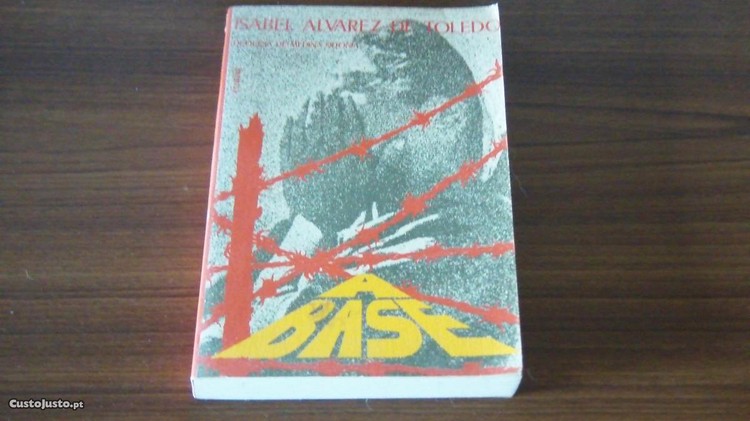 ISABEL ALVAREZ DE TOLEDO
A
BASE
CustoJusto.pt